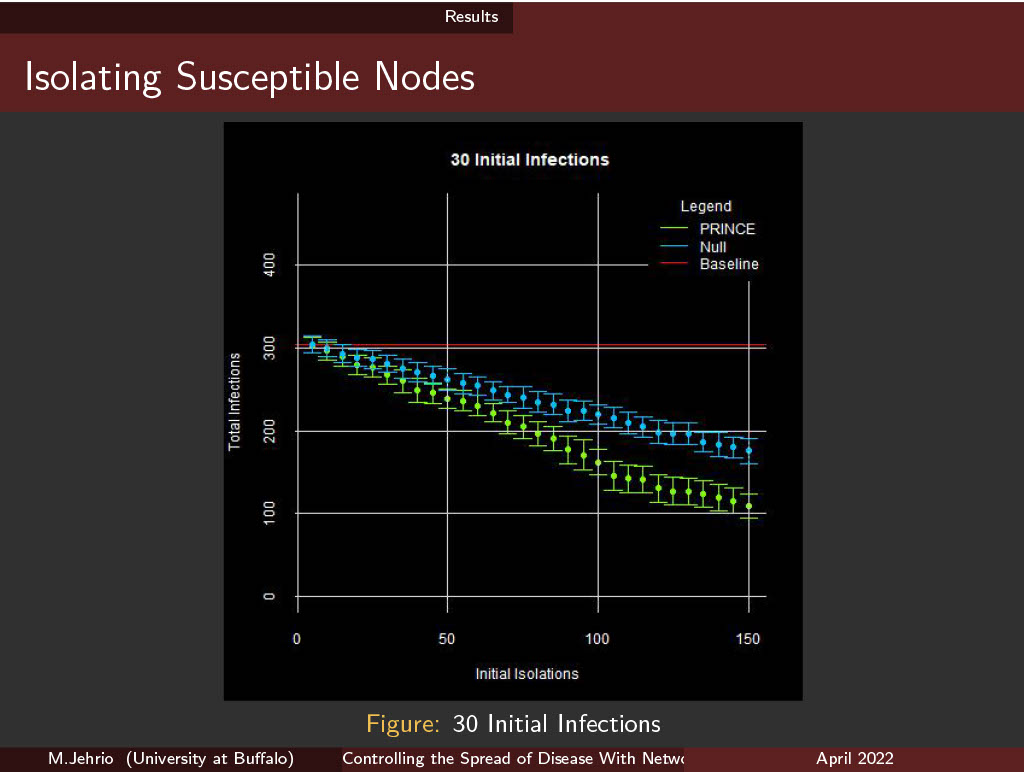 Results
Isolating Susceptible Nodes
30 Initial Infections
Legend
PRINCE
Null
Baseline
Total Infections
400
300
200
100
0
0 50 100 150
Initial Isolations
Figure: 30 Initial Infections
M.Jehrio (University at Buffalo) Controlling the Spread of Disease With Netwo April 2022